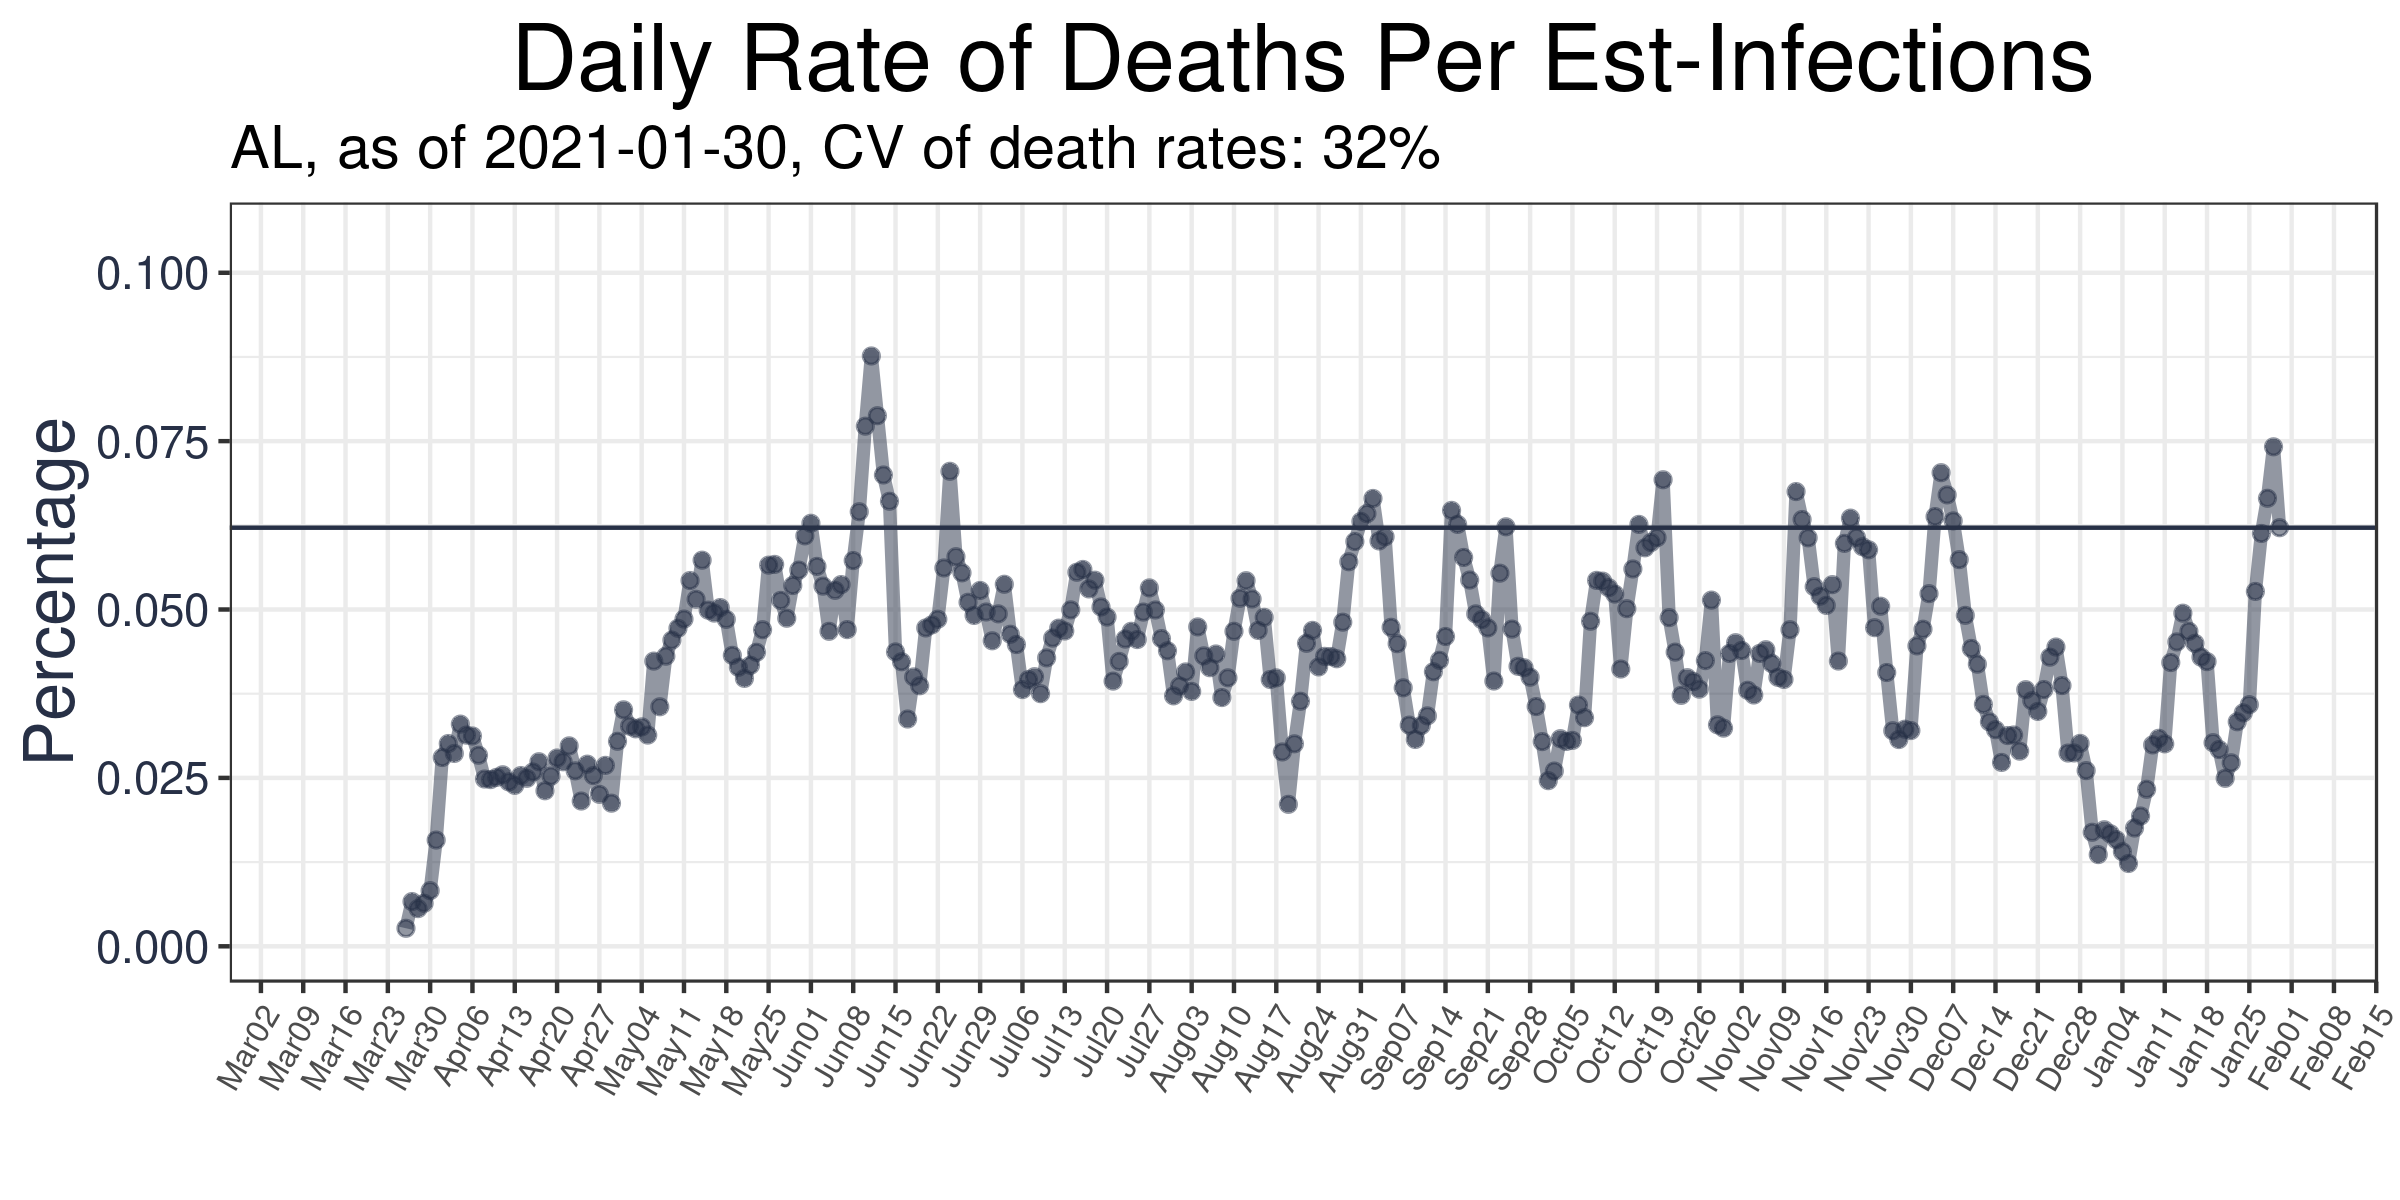 Daily Rate of Deaths Per Est-Infections
AL, as of 2021-01-30, CV of death rates: 32%
Percentage
0.100
0.075
0.050
0.025
0.000
Mar02
Mar09
Mar16
Mar23
Mar30
Apr06
Apr13
Apr20
Apr27
May04
May11
May18
May25
Jun01
Jun08
Jun15
Jun22
Jun29
Jul06
Jul13
Jul20
Jul27
Aug03
Aug10
Aug17
Aug24
Aug31
Sep07
Sep14
Sep21
Sep28
Oct05
Oct12
Oct19
Oct26
Nov02
Nov09
Nov16
Nov23
Nov30
Dec07
Dec14
Dec21
Dec28
Jan04
Jan11
Jan18
Jan25
Feb01
Feb08
Feb15